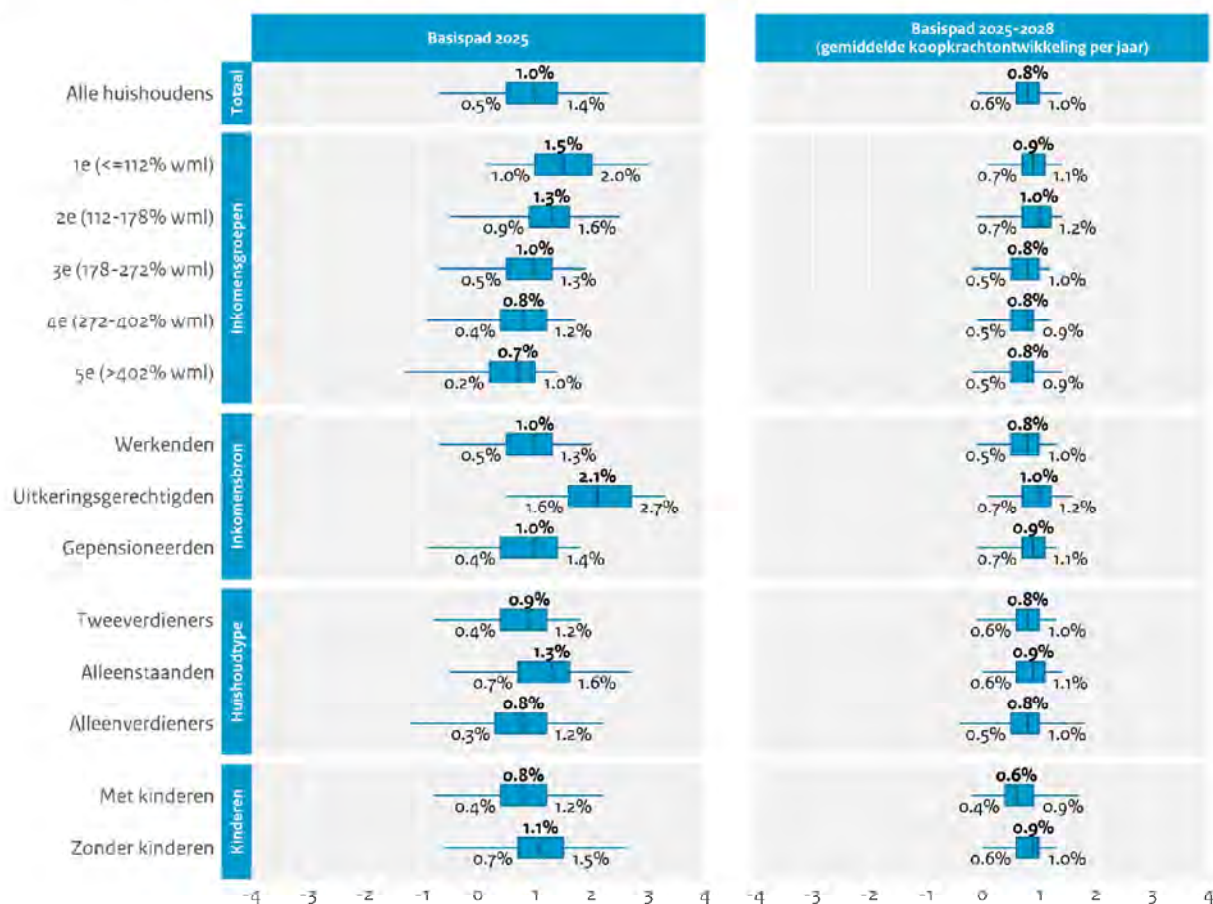 Basispad 2025
Basispad 2025-2028
(gemiddelde koopkrachtontwikkeling per jaar)
Totaal
Alle huishoudens
1.0%
0.5% 1.4%
0.8%
0.6% 1.0%
Inkomensgroepen
1e (<=112% wml)
1.5%
1.0% 2.0%
0.9%
0.7% 1.1%
2e (112-178% wml)
1.3%
0.9% 1.6%
1.0%
0.7% 1.2%
3e (178-272% wml)
1.0%
0.5% 1.3%
0.8%
0.5% 1.0%
4e (272-402% wml)
0.8%
0.4% 1.2%
0.8%
0.5% 0.9%
5e (>402% wml)
0.7%
0.2% 1.0%
0.8%
0.5% 0.9%
Inkomensbron
Werkenden
1.0%
0.5% 1.3%
0.8%
0.5% 1.0%
Uitkeringsgerechtigden
2.1%
1.6% 2.7%
1.0%
0.7% 1.2%
Gepensioneerden
1.0%
0.4% 1.4%
0.9%
0.7% 1.1%
Huishoudtype
Tweeverdieners
0.9%
0.4% 1.2%
0.8%
0.6% 1.0%
Alleenstaanden
1.3%
0.7% 1.6%
0.9%
0.6% 1.1%
Alleenverdieners
0.8%
0.3% 1.2%
0.8%
0.5% 1.0%
Kinderen
Met kinderen
0.8%
0.4% 1.2%
0.6%
0.4% 0.9%
Zonder kinderen
1.1%
0.7% 1.5%
0.9%
0.6% 1.0%
-4 -3 -2 -1 0 1 2 3 4
-4 -3 -2 -1 0 1 2 3 4